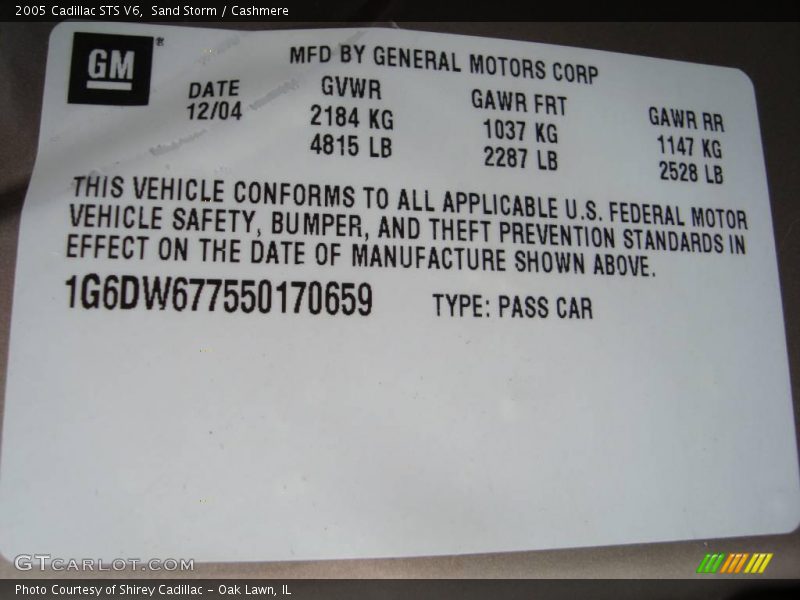 2005 Cadillac STS V6, Sand Storm / Cashmere
GM ®
MFD BY GENERAL MOTORS CORP
DATE GVWR GAWR FRT GAWR RR
12/04 2184 KG 1037 KG 1147 KG
4815 LB 2287 LB 2528 LB
THIS VEHICLE CONFORMS TO ALL APPLICABLE U.S. FEDERAL MOTOR
VEHICLE SAFETY, BUMPER, AND THEFT PREVENTION STANDARDS IN
EFFECT ON THE DATE OF MANUFACTURE SHOWN ABOVE.
1G6DW677550170659 TYPE: PASS CAR
GTCARLOT.COM
Photo Courtesy of Shirey Cadillac - Oak Lawn, IL